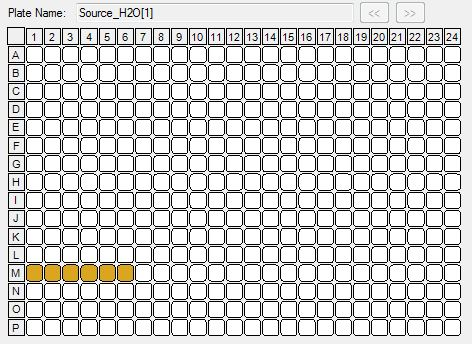 Plate Name: Source_H2O[1] << >>
1 2 3 4 5 6 7 8 9 10 11 12 13 14 15 16 17 18 19 20 21 22 23 24
A
B
C
D
E
F
G
H
I
J
K
L
M
N
O
P